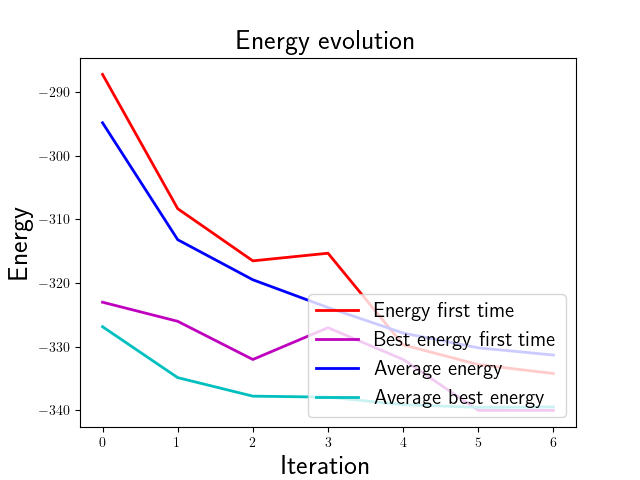 Energy evolution
Energy
−290
−300
−310
−320
−330
−340
Energy first time
Best energy first time
Average energy
Average best energy
0 1 2 3 4 5 6
Iteration